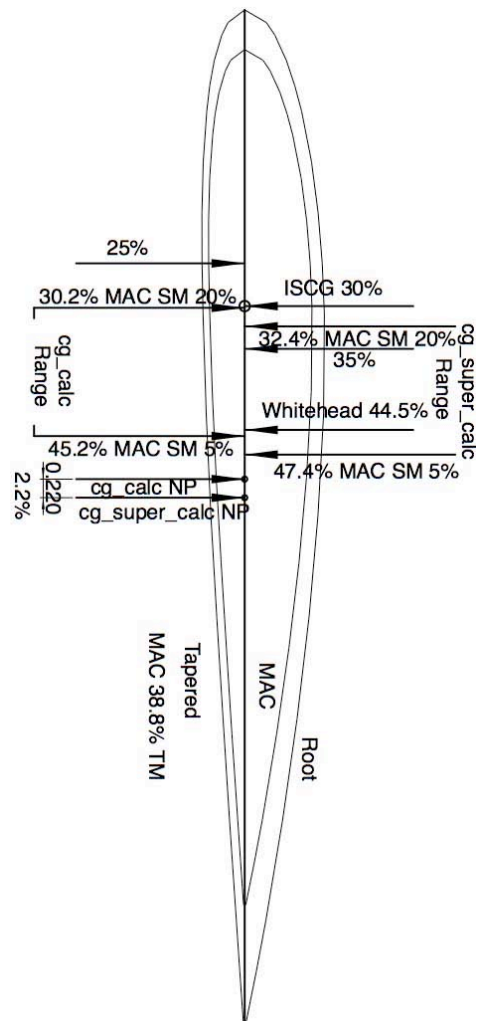 25%
ISCG 30%
30.2% MAC SM 20%
32.4% MAC SM 20%
35%
cg_calc
Range
cg_super_calc
Range
Whitehead 44.5%
45.2% MAC SM 5%
47.4% MAC SM 5%
0.220
2.2%
cg_calc NP
cg_super_calc NP
Tapered
MAC 38.8% TM
MAC
Root